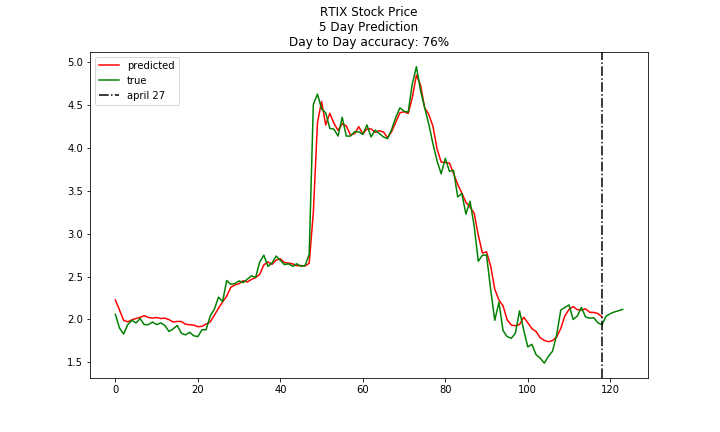 RTIX Stock Price
5 Day Prediction
Day to Day accuracy: 76%
predicted
true
april 27
5.0
4.5
4.0
3.5
3.0
2.5
2.0
1.5
0 20 40 60 80 100 120